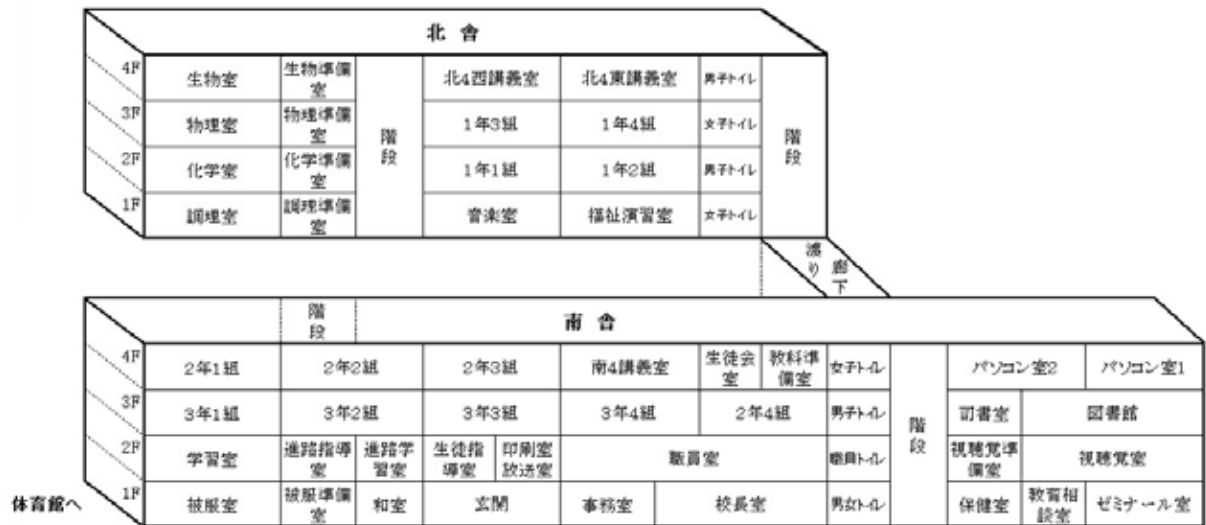 北 舎
4F 生物室 生物準備室 北4西講義室 北4東講義室 男子トイレ
3F 物理室 物理準備室 1年3組 1年4組 女子トイレ
階段 階段
2F 化学室 化学準備室 1年1組 1年2組 男子トイレ
1F 調理室 調理準備室 音楽室 福祉演習室 女子トイレ
渡り廊下
階段
南 舎
4F 2年1組 2年2組 2年3組 南4講義室 生徒会室 教科準備室 女子トイレ パソコン室2 パソコン室1
3F 3年1組 3年2組 3年3組 3年4組 2年4組 男子トイレ 司書室 図書館
階段
2F 学習室 進路指導室 進路学習室 生徒指導室 印刷室放送室 職員室 職員トイレ 視聴覚準備室 視聴覚室
体育館へ 1F 被服室 被服準備室 和室 玄関 事務室 校長室 男女トイレ 保健室 教育相談室 ゼミナール室